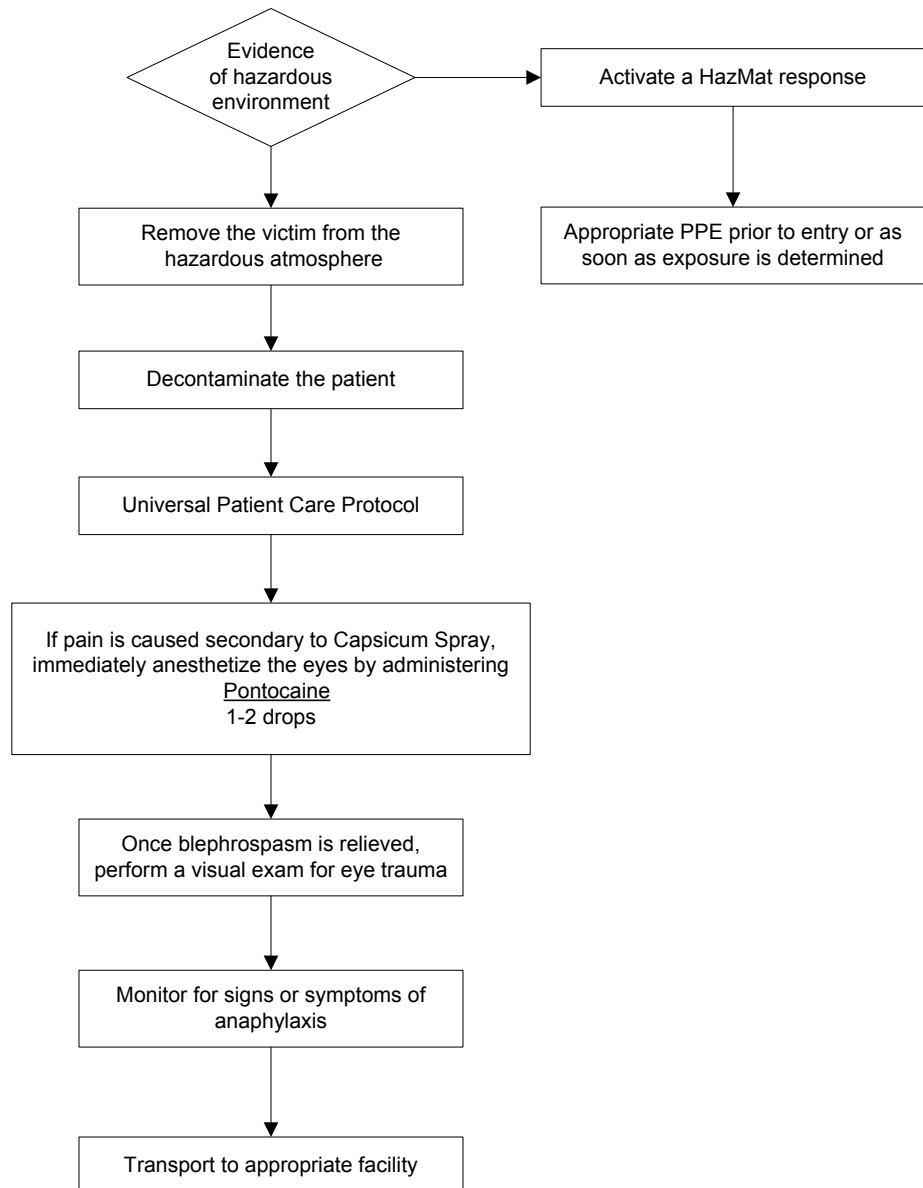 Evidence
of hazardous
environment
Activate a HazMat response
Appropriate PPE prior to entry or as
soon as exposure is determined
Remove the victim from the
hazardous atmosphere
Decontaminate the patient
Universal Patient Care Protocol
If pain is caused secondary to Capsicum Spray,
immediately anesthetize the eyes by administering
Pontocaine
1-2 drops
Once blephrospasm is relieved,
perform a visual exam for eye trauma
Monitor for signs or symptoms of
anaphylaxis
Transport to appropriate facility